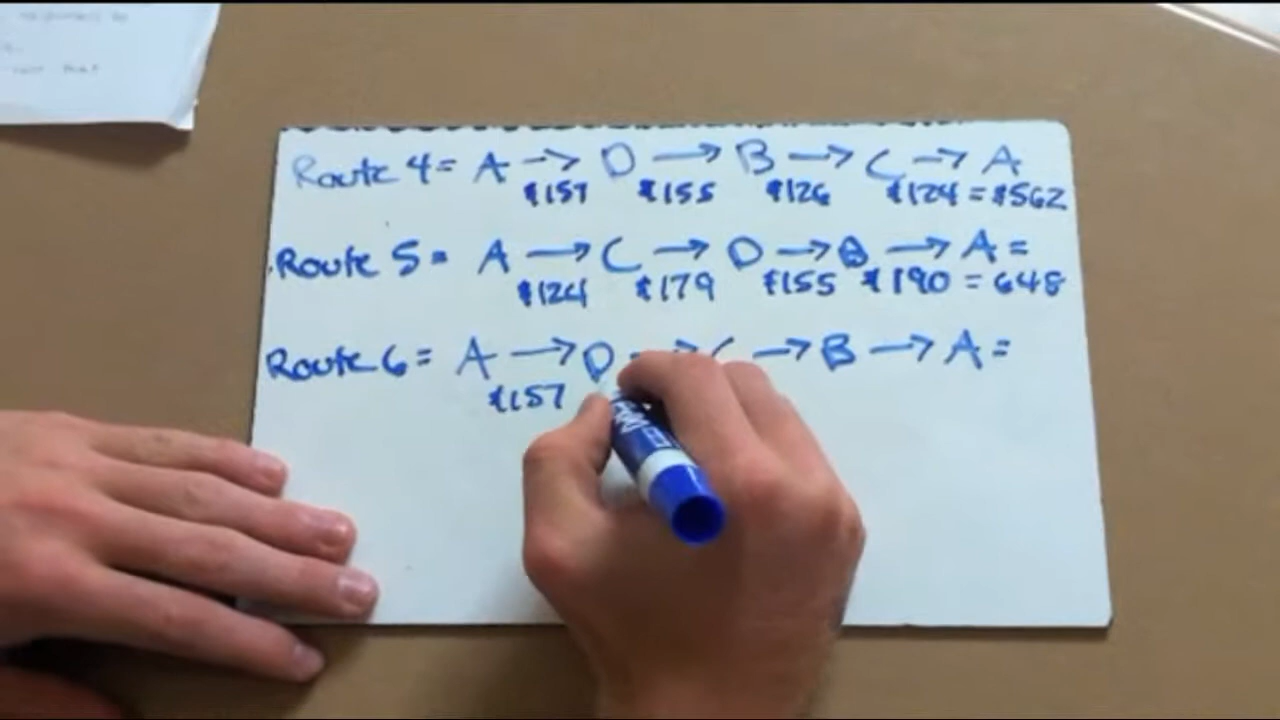 Route 4 = A → D → B → C → A
$157 $155 $126 $124 = $562
Route 5 = A → C → D → B → A =
$124 $179 $155 $190 = 648
Route 6 = A → D → C → B → A =
$157